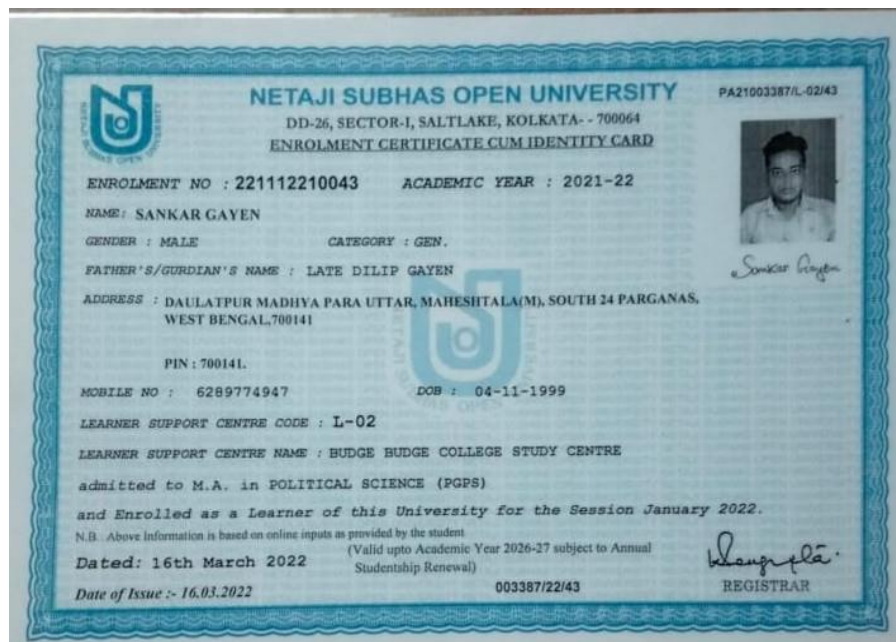 NETAJI SUBHAS OPEN UNIVERSITY
PA21003387/L-02/43
DD-26, SECTOR-I, SALTLAKE, KOLKATA- - 700064
ENROLMENT CERTIFICATE CUM IDENTITY CARD
NETAJI SUBHAS OPEN UNIVERSITY
ENROLMENT NO : 221112210043 ACADEMIC YEAR : 2021-22
NAME: SANKAR GAYEN
GENDER : MALE CATEGORY : GEN.
FATHER'S/GURDIAN'S NAME : LATE DILIP GAYEN
Sankar Gayen
ADDRESS : DAULATPUR MADHYA PARA UTTAR, MAHESHTALA(M), SOUTH 24 PARGANAS,
WEST BENGAL,700141
PIN : 700141.
MOBILE NO : 6289774947 DOB : 04-11-1999
LEARNER SUPPORT CENTRE CODE : L-02
LEARNER SUPPORT CENTRE NAME : BUDGE BUDGE COLLEGE STUDY CENTRE
admitted to M.A. in POLITICAL SCIENCE (PGPS)
and Enrolled as a Learner of this University for the Session January 2022.
N.B. Above Information is based on online inputs as provided by the student
Dated: 16th March 2022 (Valid upto Academic Year 2026-27 subject to Annual
Studentship Renewal)
Date of Issue :- 16.03.2022 003387/22/43 REGISTRAR